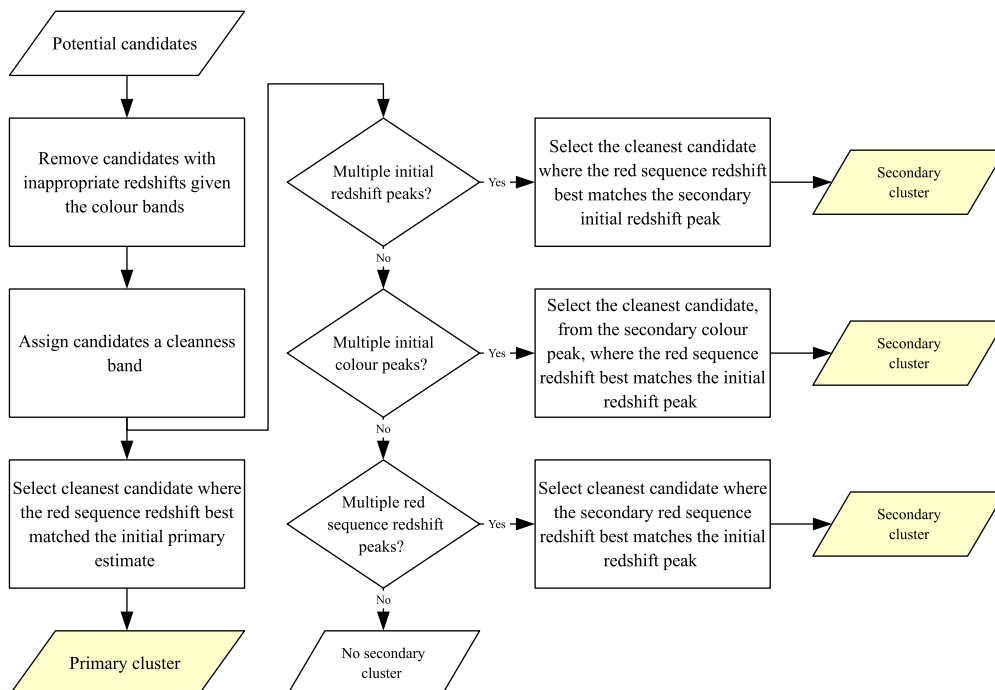 Potential candidates
Remove candidates with
inappropriate redshifts given
the colour bands
Assign candidates a cleanness
band
Select cleanest candidate where
the red sequence redshift best
matched the initial primary
estimate
Primary cluster
Multiple initial
redshift peaks?
Yes
Select the cleanest candidate
where the red sequence redshift
best matches the secondary
initial redshift peak
Secondary
cluster
No
Multiple initial
colour peaks?
Yes
Select the cleanest candidate,
from the secondary colour
peak, where the red sequence
redshift best matches the initial
redshift peak
Secondary
cluster
No
Multiple red
sequence redshift
peaks?
Yes
Select cleanest candidate where
the secondary red sequence
redshift best matches the initial
redshift peak
Secondary
cluster
No
No secondary
cluster